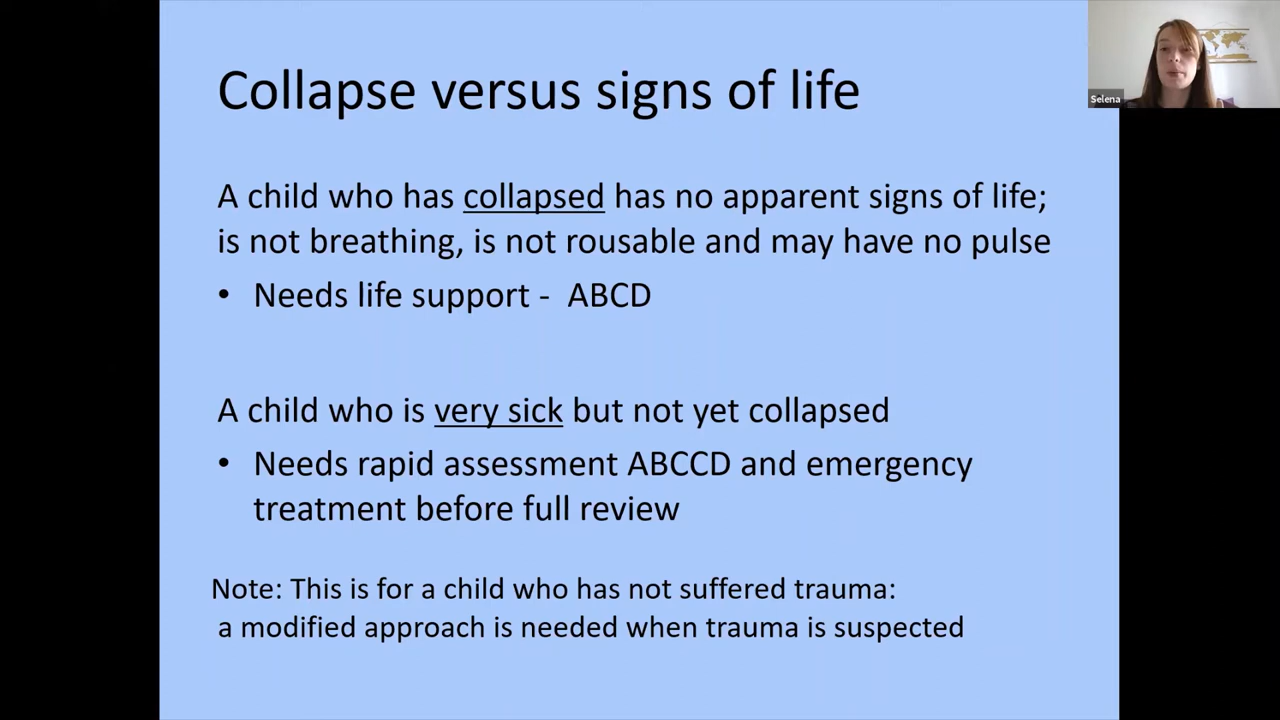 Collapse versus signs of life
Selena
A child who has collapsed has no apparent signs of life;
is not breathing, is not rousable and may have no pulse
• Needs life support - ABCD
A child who is very sick but not yet collapsed
• Needs rapid assessment ABCCD and emergency
treatment before full review
Note: This is for a child who has not suffered trauma:
a modified approach is needed when trauma is suspected